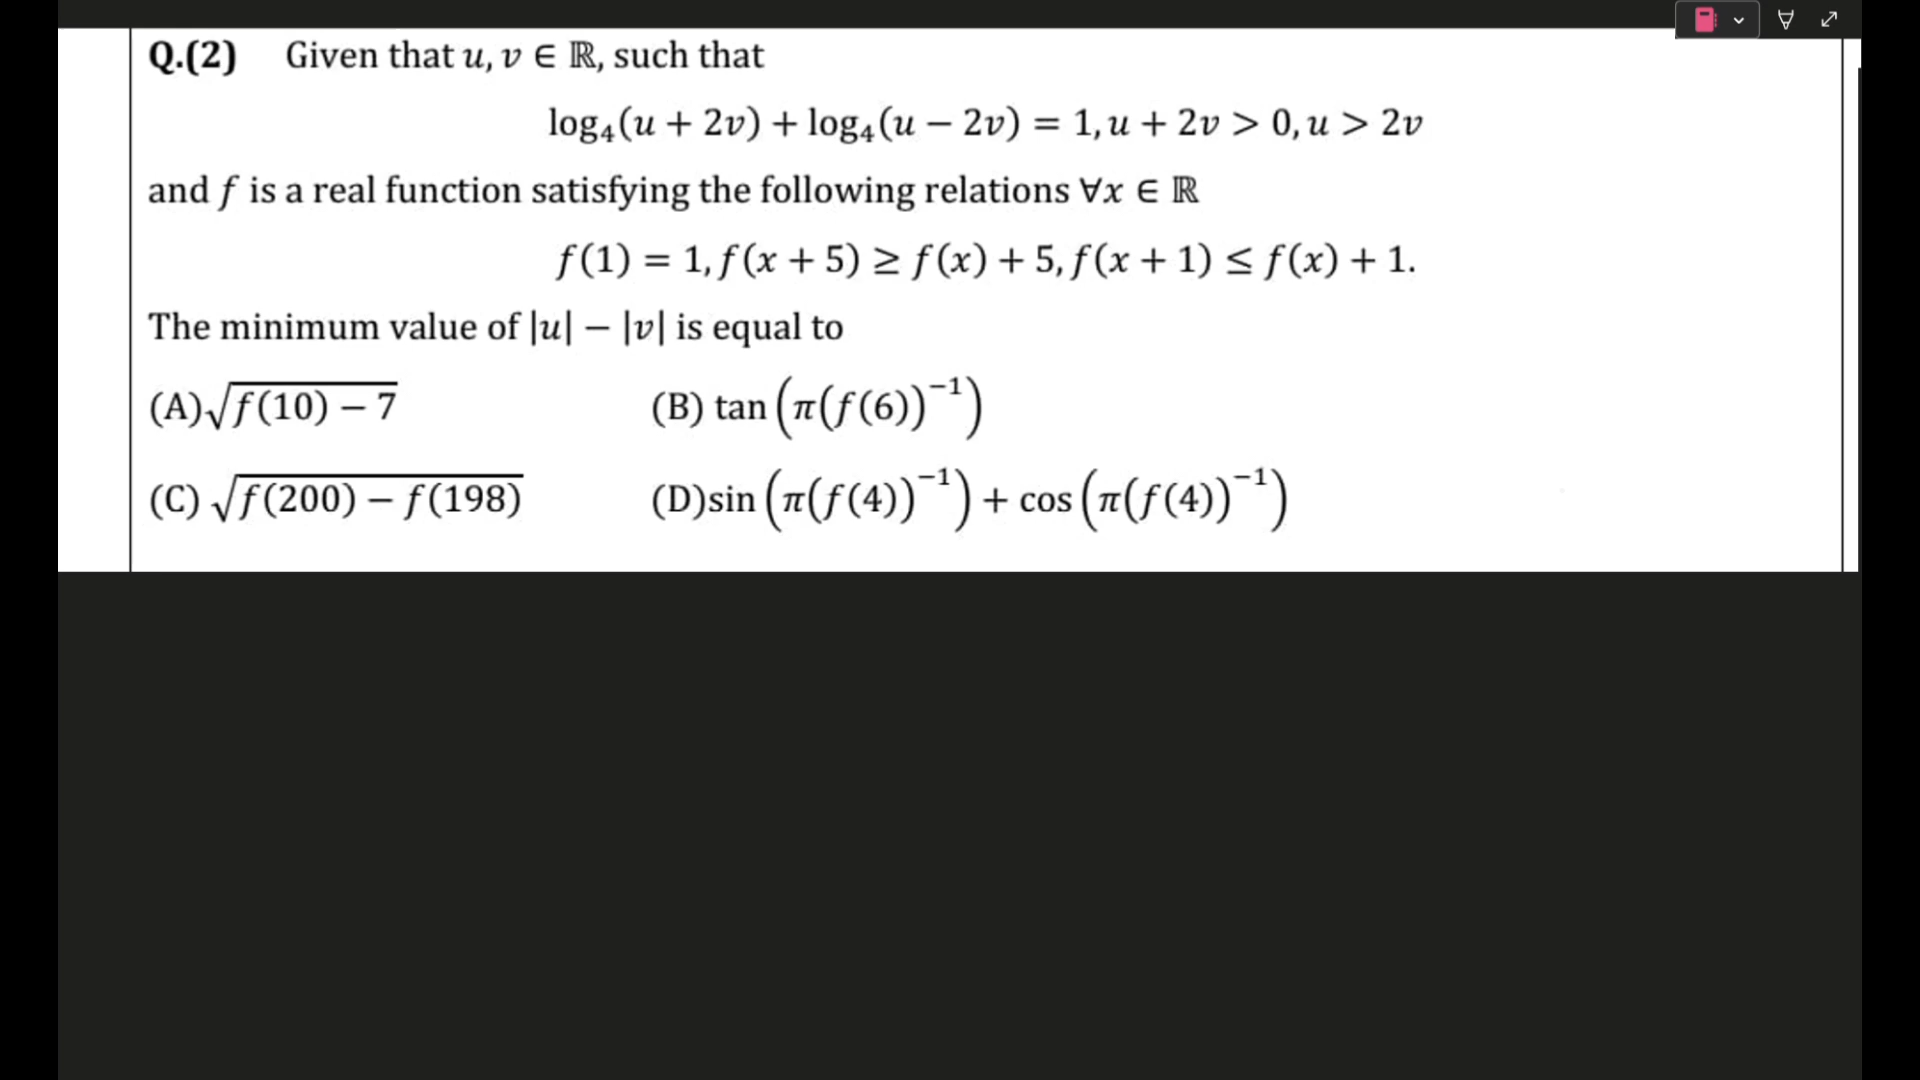 Q.(2) Given that u, v ∈ ℝ, such that
log₄(u + 2v) + log₄(u − 2v) = 1, u + 2v > 0, u > 2v
and f is a real function satisfying the following relations ∀x ∈ ℝ
f(1) = 1, f(x + 5) ≥ f(x) + 5, f(x + 1) ≤ f(x) + 1.
The minimum value of |u| − |v| is equal to
(A)√(f(10) − 7) (B) tan (π(f(6))⁻¹)
(C) √(f(200) − f(198)) (D)sin (π(f(4))⁻¹) + cos (π(f(4))⁻¹)